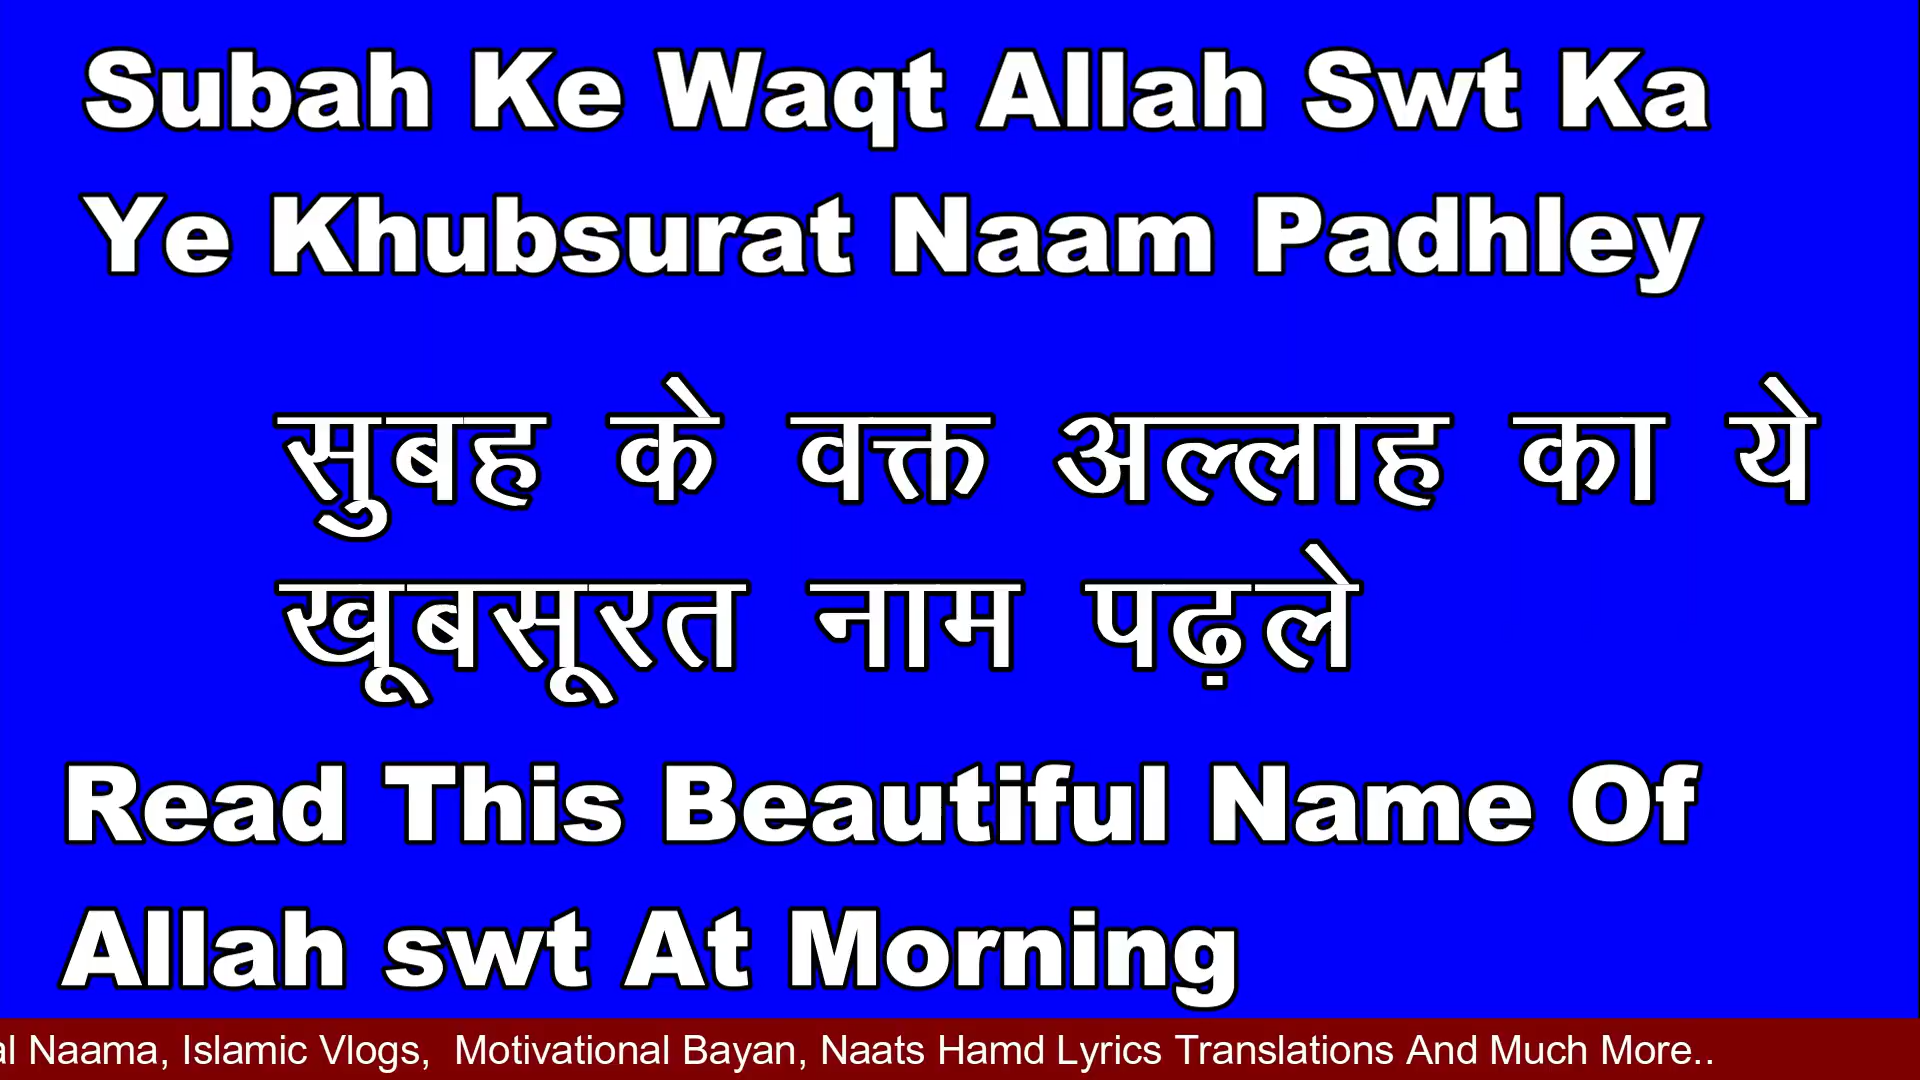 Subah Ke Waqt Allah Swt Ka
Ye Khubsurat Naam Padhley
सुबह के वक्त अल्लाह का ये
खूबसूरत नाम पढ़ले
Read This Beautiful Name Of
Allah swt At Morning
Naama, Islamic Vlogs, Motivational Bayan, Naats Hamd Lyrics Translations And Much More..